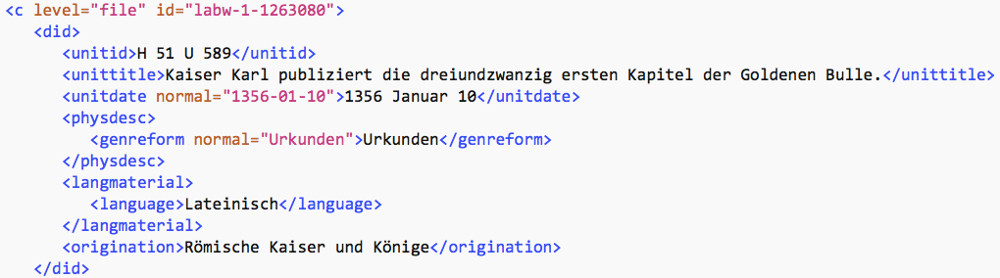 <c level="file" id="labw-1-1263080">
<did>
<unitid>H 51 U 589</unitid>
<unittitle>Kaiser Karl publiziert die dreiundzwanzig ersten Kapitel der Goldenen Bulle.</unittitle>
<unitdate normal="1356-01-10">1356 Januar 10</unitdate>
<physdesc>
<genreform normal="Urkunden">Urkunden</genreform>
</physdesc>
<langmaterial>
<language>Lateinisch</language>
</langmaterial>
<origination>Römische Kaiser und Könige</origination>
</did>